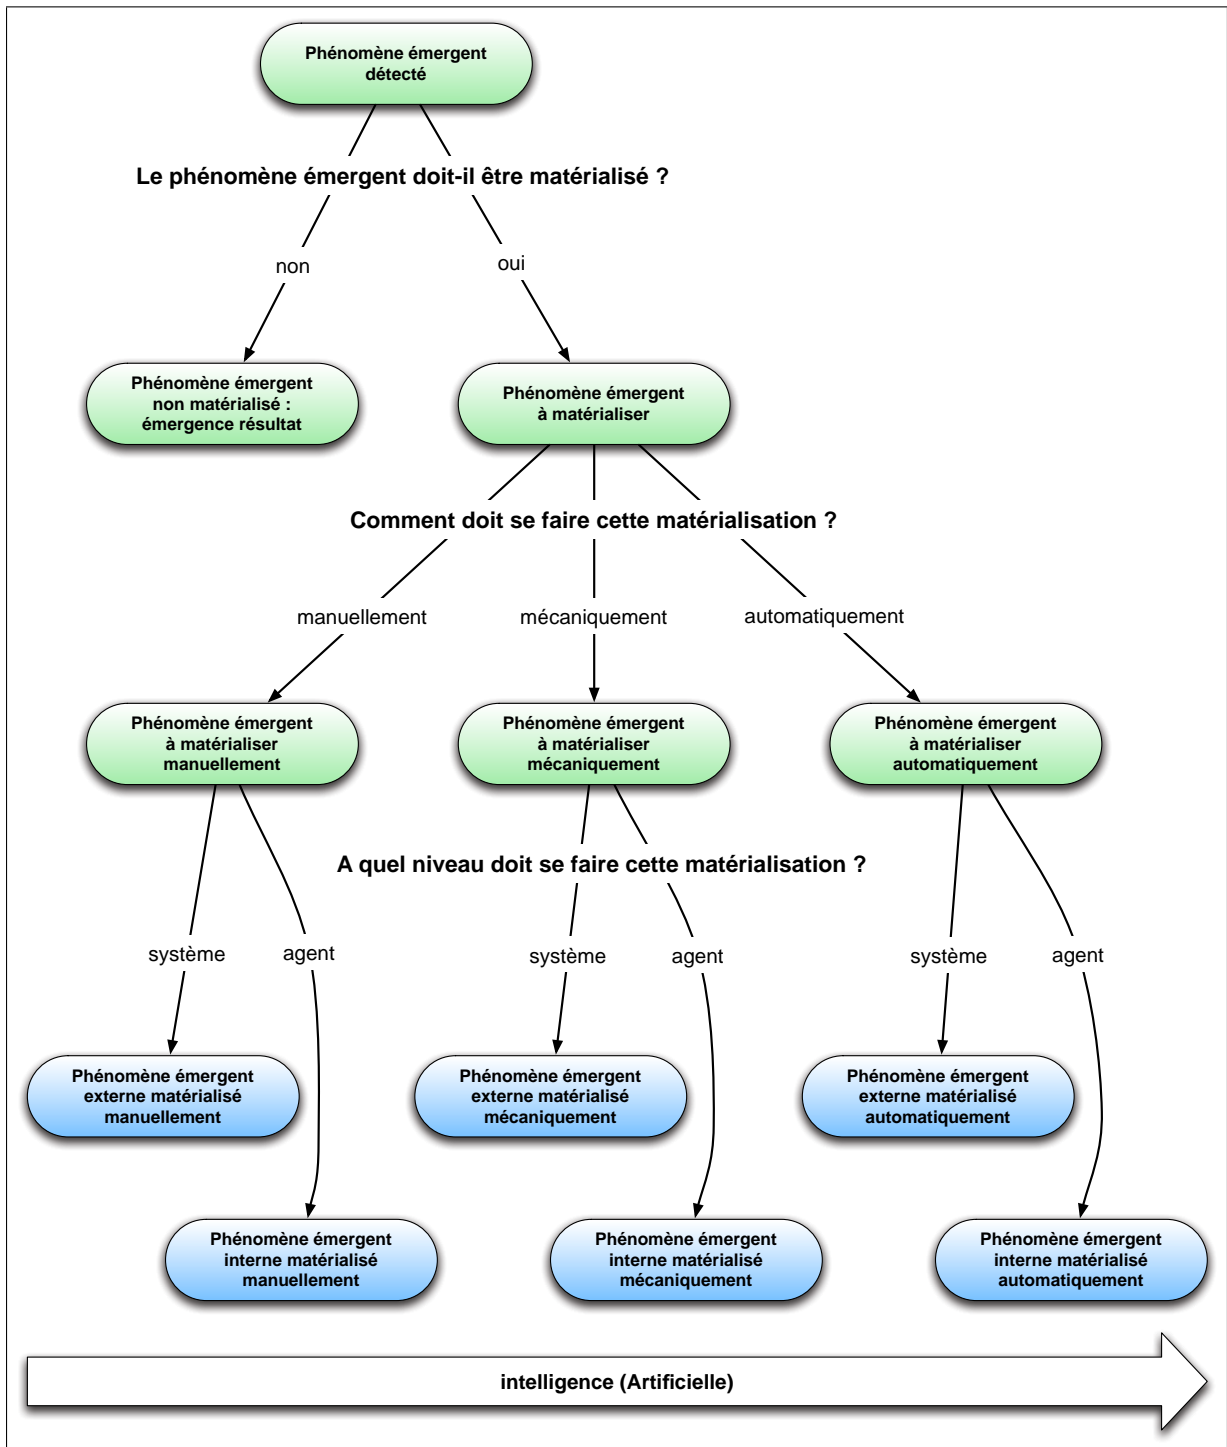 Phénomène émergent
détecté
Le phénomène émergent doit-il être matérialisé ?
non
oui
Phénomène émergent
non matérialisé :
émergence résultat
Phénomène émergent
à matérialiser
Comment doit se faire cette matérialisation ?
manuellement
mécaniquement
automatiquement
Phénomène émergent
à matérialiser
manuellement
Phénomène émergent
à matérialiser
mécaniquement
Phénomène émergent
à matérialiser
automatiquement
A quel niveau doit se faire cette matérialisation ?
système
agent
système
agent
système
agent
Phénomène émergent
externe matérialisé
manuellement
Phénomène émergent
externe matérialisé
mécaniquement
Phénomène émergent
externe matérialisé
automatiquement
Phénomène émergent
interne matérialisé
manuellement
Phénomène émergent
interne matérialisé
mécaniquement
Phénomène émergent
interne matérialisé
automatiquement
intelligence (Artificielle)